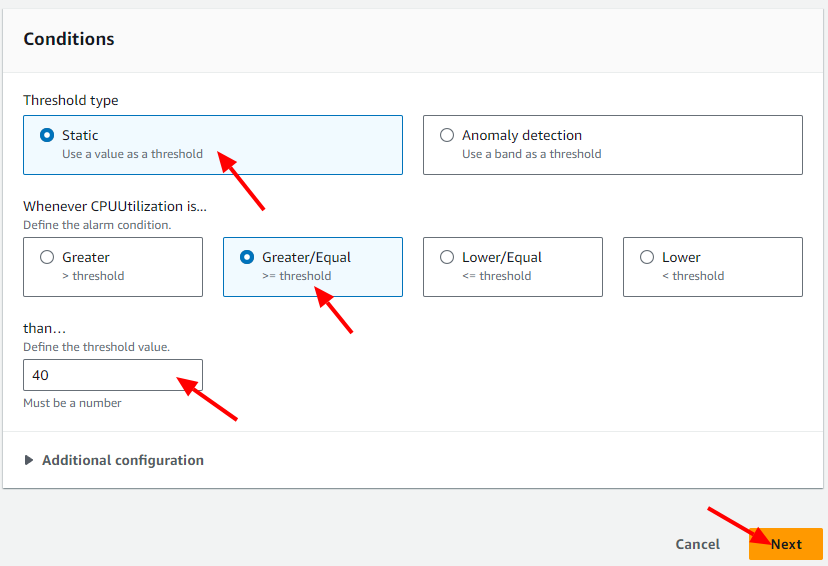 Conditions
Threshold type
Static
Use a value as a threshold
Anomaly detection
Use a band as a threshold
Whenever CPUUtilization is...
Define the alarm condition.
Greater
> threshold
Greater/Equal
>= threshold
Lower/Equal
<= threshold
Lower
< threshold
than...
Define the threshold value.
40
Must be a number
Additional configuration
Cancel
Next